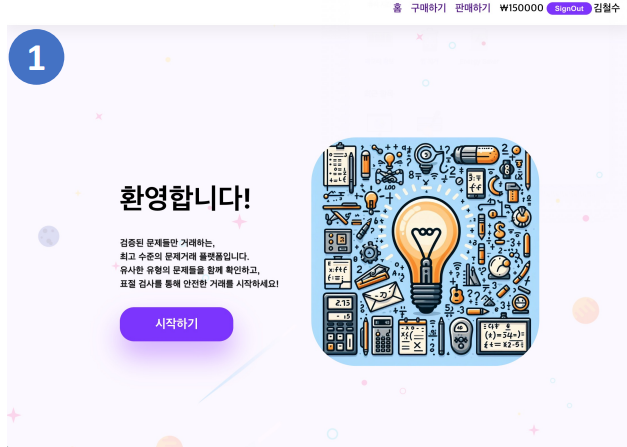 홈 구매하기 판매하기 ₩150000 SignOut 김철수
1
환영합니다!
검증된 문제들만 거래하는,
최고 수준의 문제거래 플랫폼입니다.
유사한 유형의 문제들을 함께 확인하고,
표절 검사를 통해 안전한 거래를 시작하세요!
시작하기